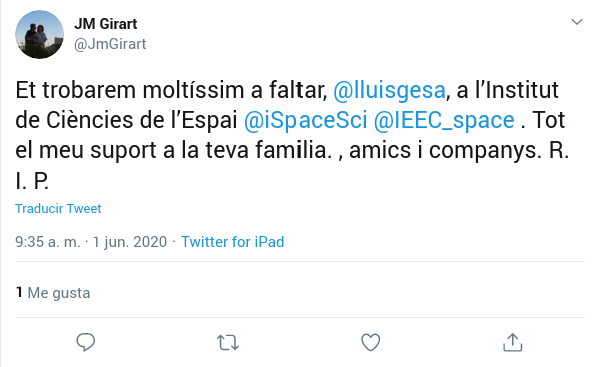 JM Girart
@JmGirart
Et trobarem moltíssim a faltar, @lluisgesa, a l’Institut
de Ciències de l’Espai @iSpaceSci @IEEC_space . Tot
el meu suport a la teva familia. , amics i companys. R.
I. P.
Traducir Tweet
9:35 a. m. · 1 jun. 2020 · Twitter for iPad
1 Me gusta